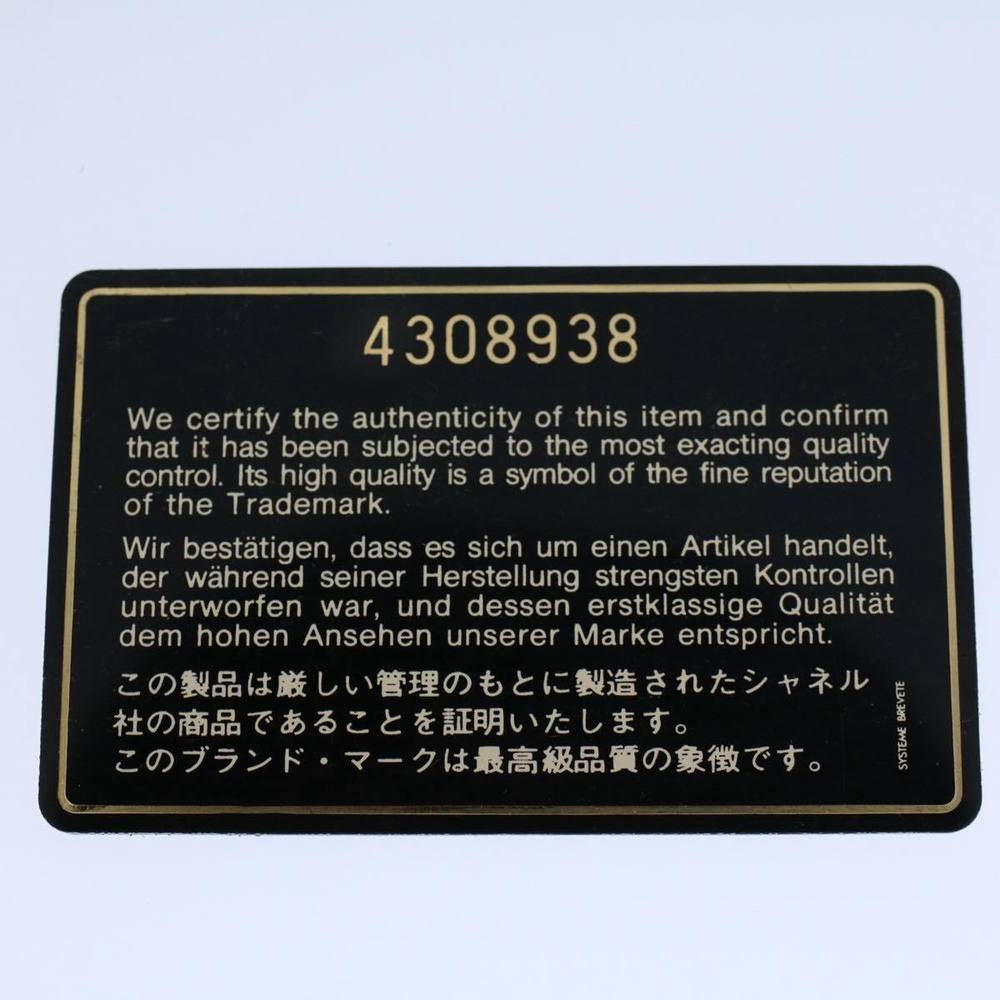 4308938
We certify the authenticity of this item and confirm
that it has been subjected to the most exacting quality
control. Its high quality is a symbol of the fine reputation
of the Trademark.
Wir bestätigen, dass es sich um einen Artikel handelt,
der während seiner Herstellung strengsten Kontrollen
unterworfen war, und dessen erstklassige Qualität
dem hohen Ansehen unserer Marke entspricht.
この製品は厳しい管理のもとに製造されたシャネル
社の商品であることを証明いたします。
このブランド・マークは最高級品質の象徴です。
SYSTEME BREVETE